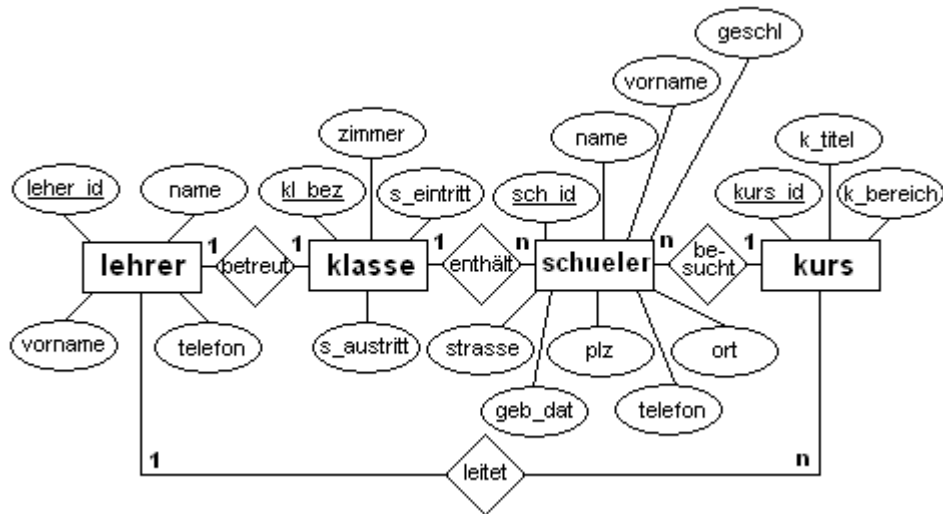 geschl
vorname
zimmer
name
k_titel
leher_id
name
kl_bez
s_eintritt
sch_id
kurs_id
k_bereich
lehrer
1
betreut
1
klasse
1
enthält
n
schueler
n
be-
sucht
1
kurs
vorname
telefon
s_austritt
strasse
plz
ort
geb_dat
telefon
1
leitet
n